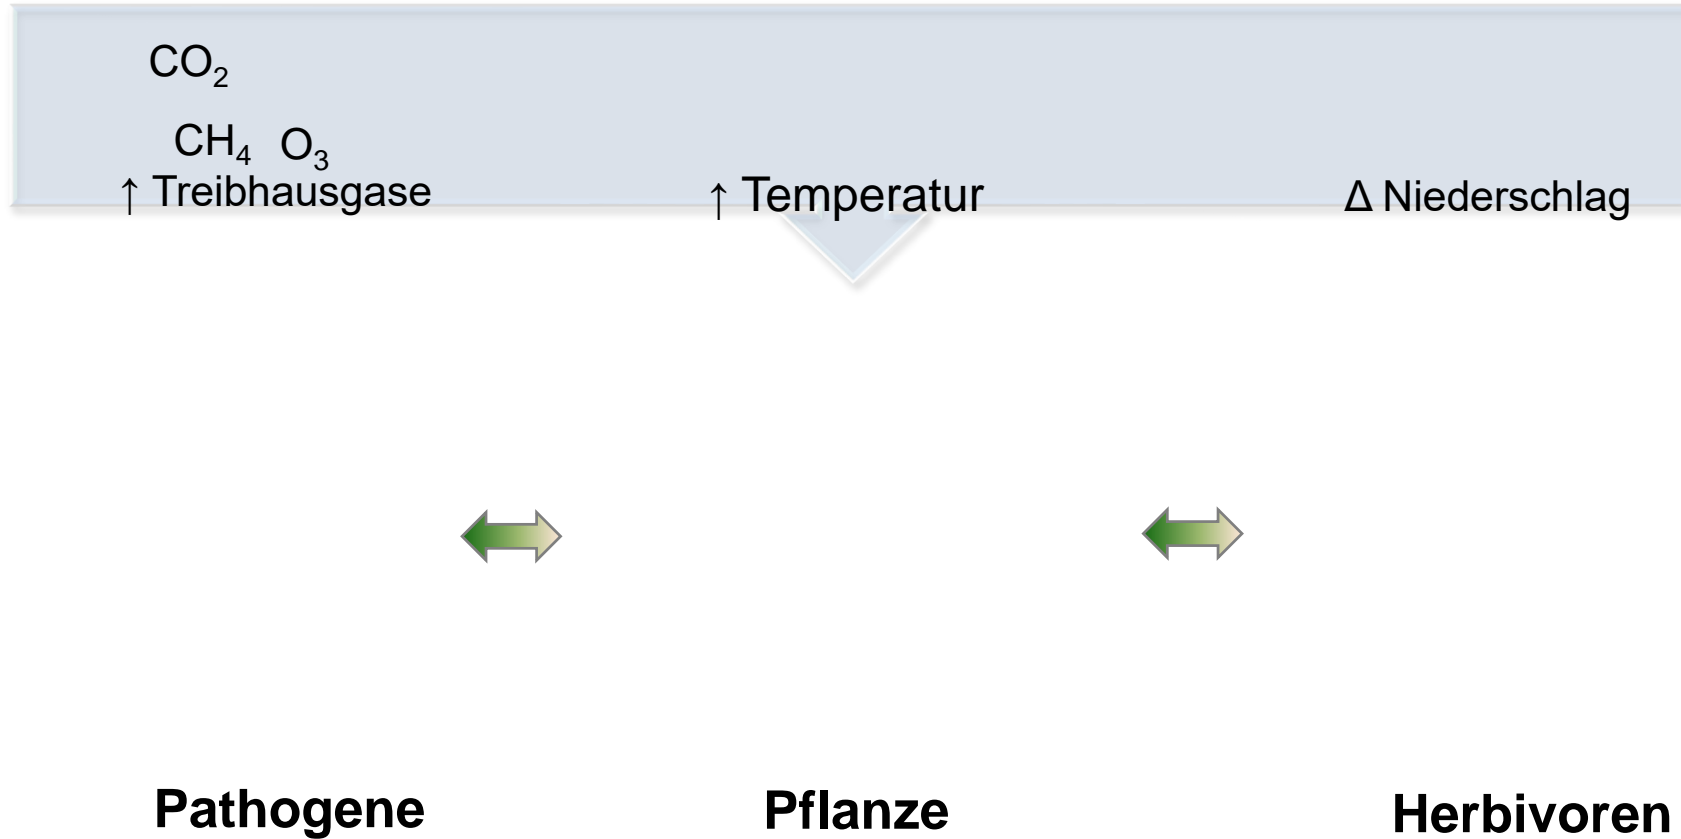 CO₂
CH₄ O₃
↑ Treibhausgase
↑ Temperatur
Δ Niederschlag
Pathogene
Pflanze
Herbivoren